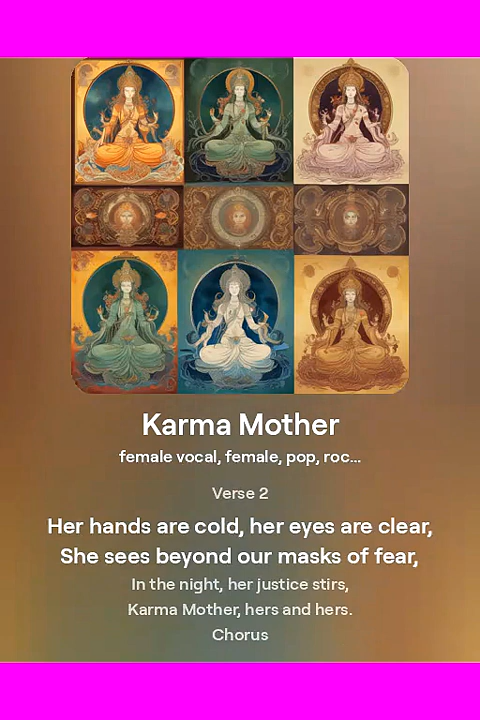 Karma Mother
female vocal, female, pop, roc...
Verse 2
Her hands are cold, her eyes are clear,
She sees beyond our masks of fear,
In the night, her justice stirs,
Karma Mother, hers and hers.
Chorus